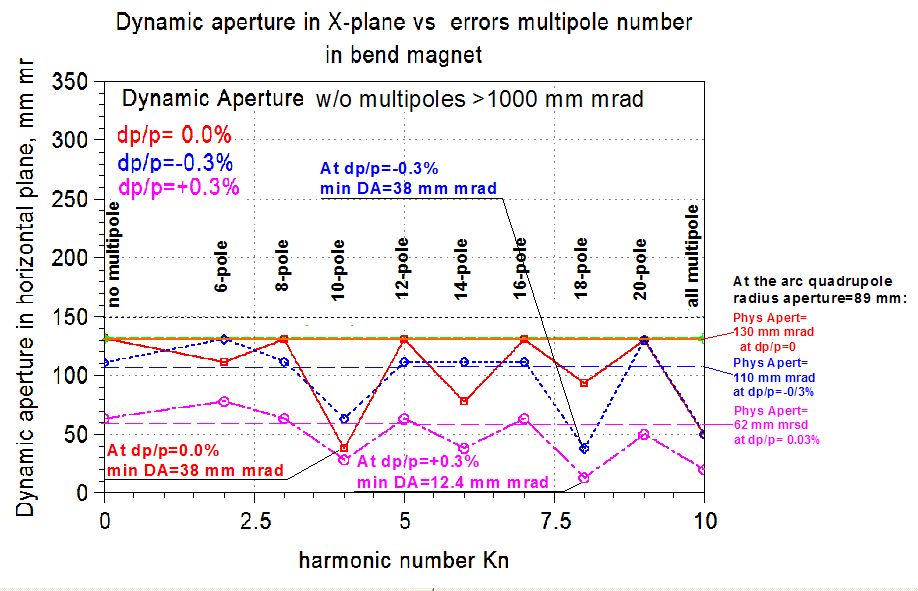 Dynamic aperture in X-plane vs errors multipole number
in bend magnet
Dynamic aperture in horizontal plane, mm mr
350
300
250
200
150
100
50
0
Dynamic Aperture w/o multipoles >1000 mm mrad
dp/p= 0.0%
dp/p=-0.3%
dp/p=+0.3%
At dp/p=-0.3%
min DA=38 mm mrad
no multipole
6-pole
8-pole
10-pole
12-pole
14-pole
16-pole
18-pole
20-pole
all multipole
At the arc quadrupole
radius aperture=89 mm:
Phys Apert=
130 mm mrad
at dp/p=0
Phys Apert=
110 mm mrad
at dp/p=-0/3%
Phys Apert=
62 mm mrsd
at dp/p= 0.03%
At dp/p=0.0%
min DA=38 mm mrad
At dp/p=+0.3%
min DA=12.4 mm mrad
0
2.5
5
7.5
10
harmonic number Kn